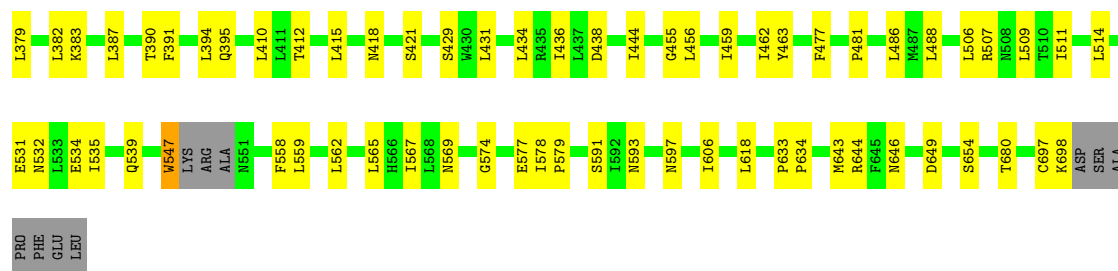 L379 L382 K383 L387 T390 F391 L394 Q395 L410 L411 T412 L415 N418 S421 S429 W430 L431 L434 R435 I436 L437 D438 I444 G455 L456 I459 I462 Y463 F477 P481 L486 M487 L488 L506 R507 N508 L509 T510 I511 L514
E531 N532 L533 E534 I535 Q539 W547 LYS ARG ALA N551 F558 L559 L562 L565 H566 I567 L568 N569 G574 E577 I578 P579 S591 I592 N593 N597 I606 L618 P633 P634 M643 R644 F645 N646 D649 S654 T680 C697 K698 ASP SER ALA
PRO PHE GLU LEU